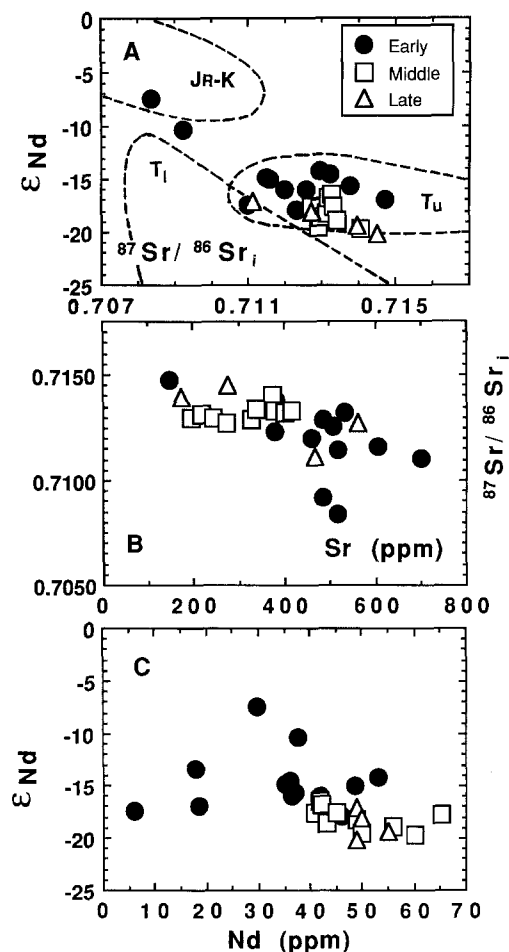 0
A
Early
Middle
Late
JR-K
-5
-10
εNd
-15
Tl
Tu
-20
87Sr/ 86Sri
-25
0.707 0.711 0.715
0.7150
0.7100
87Sr/ 86Sri
B
Sr (ppm)
0.7050
200 400 600 800
0
C
-5
-10
εNd
-15
-20
-25
0 10 20 30 40 50 60 70
Nd (ppm)